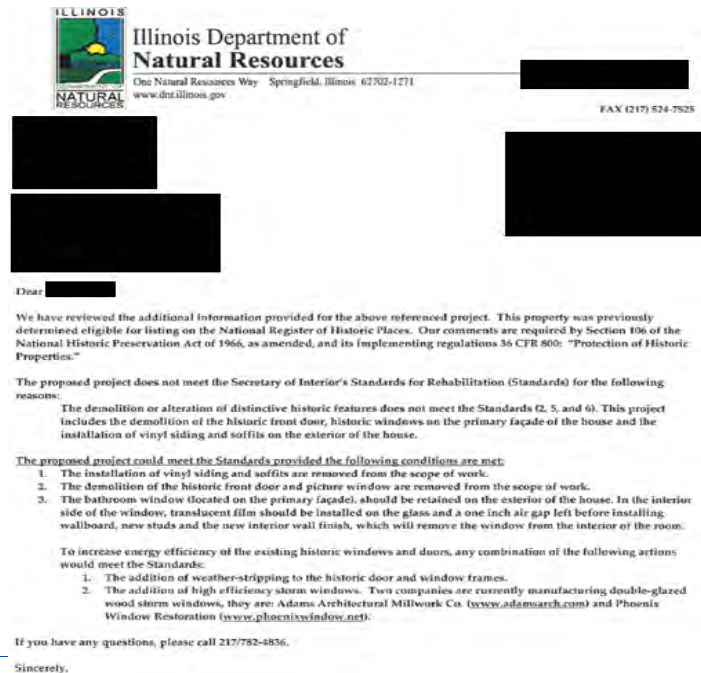 ILLINOIS
Illinois Department of
Natural Resources
One Natural Resources Way Springfield, Illinois 62702-1271
www.dnr.illinois.gov
DEPARTMENT OF
NATURAL
RESOURCES
FAX (217) 524-7525
Dear
We have reviewed the additional information provided for the above referenced project. This property was previously
determined eligible for listing on the National Register of Historic Places. Our comments are required by Section 106 of the
National Historic Preservation Act of 1966, as amended, and its implementing regulations 36 CFR 800: "Protection of Historic
Properties."
The proposed project does not meet the Secretary of Interior's Standards for Rehabilitation (Standards) for the following
reasons:
The demolition or alteration of distinctive historic features does not meet the Standards (2, 5, and 6). This project
includes the demolition of the historic front door, historic windows on the primary façade of the house and the
installation of vinyl siding and soffits on the exterior of the house.
The proposed project could meet the Standards provided the following conditions are met:
1. The installation of vinyl siding and soffits are removed from the scope of work.
2. The demolition of the historic front door and picture window are removed from the scope of work.
3. The bathroom window (located on the primary façade), should be retained on the exterior of the house. In the interior
side of the window, translucent film should be installed on the glass and a one inch air gap left before installing
wallboard, new studs and the new interior wall finish, which will remove the window from the interior of the room.
To increase energy efficiency of the existing historic windows and doors, any combination of the following actions
would meet the Standards:
1. The addition of weather-stripping to the historic door and window frames.
2. The addition of high efficiency storm windows. Two companies are currently manufacturing double-glazed
wood storm windows, they are: Adams Architectural Millwork Co. (www.adamsarch.com) and Phoenix
Window Restoration (www.phoenixwindow.net).
If you have any questions, please call 217/782-4836.
Sincerely,